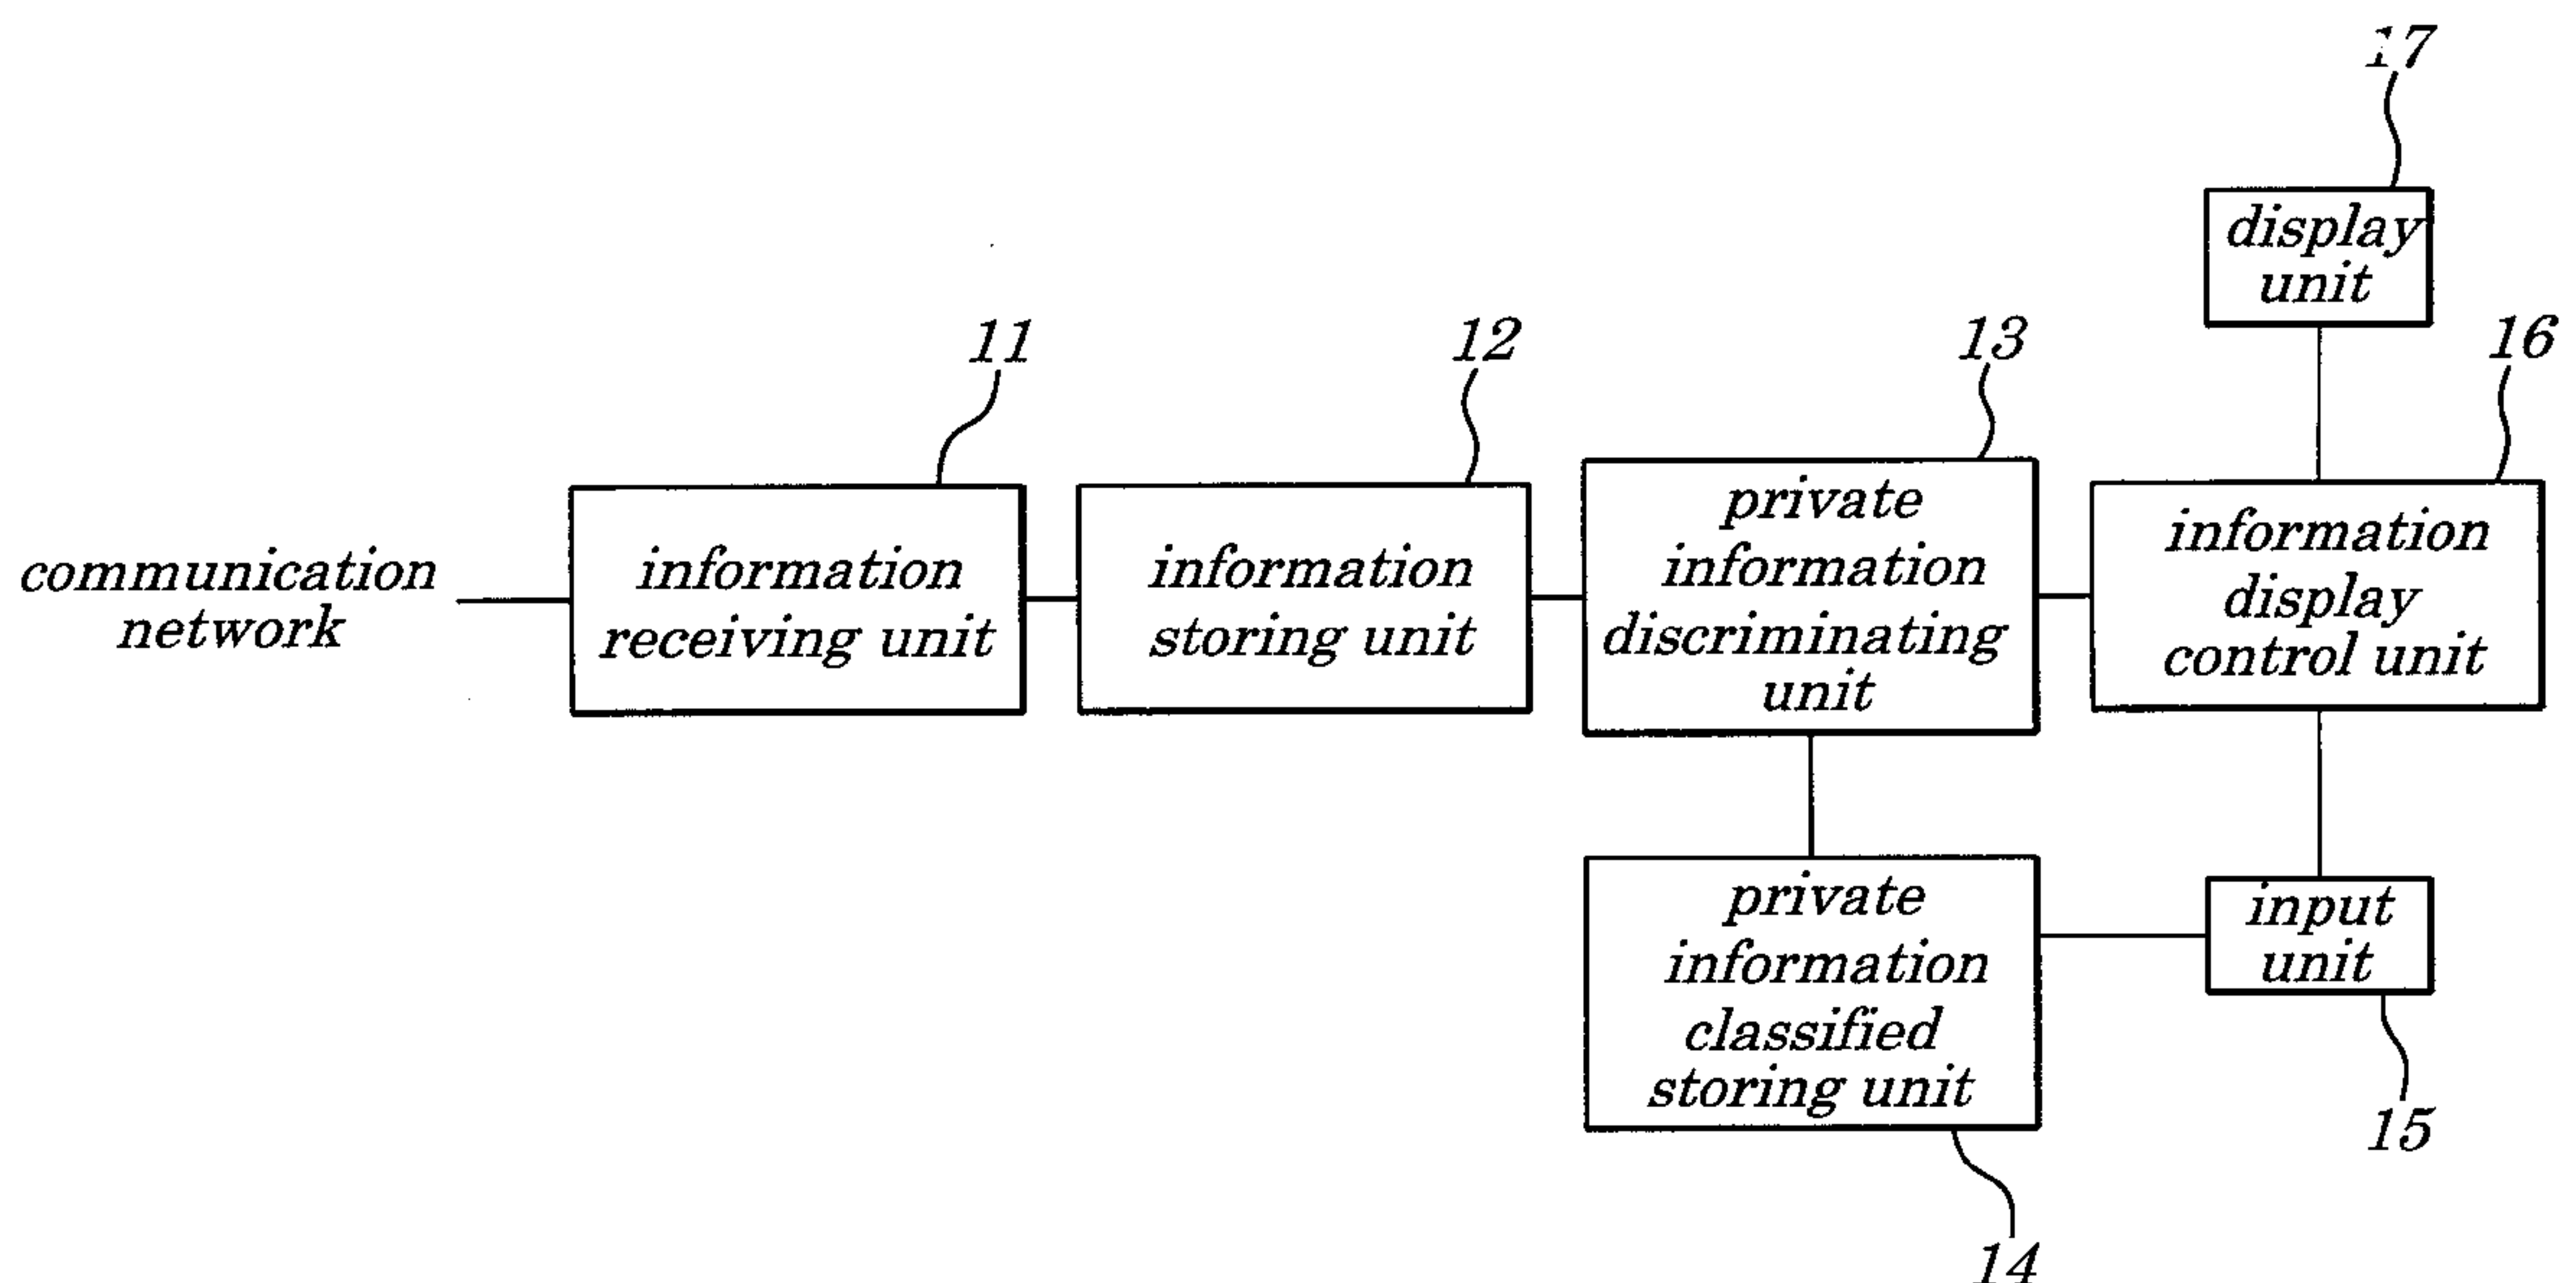 17
display
unit
11
12
13
16
communication
network
information
receiving unit
information
storing unit
private
information
discriminating
unit
information
display
control unit
private
information
classified
storing unit
input
unit
15
14